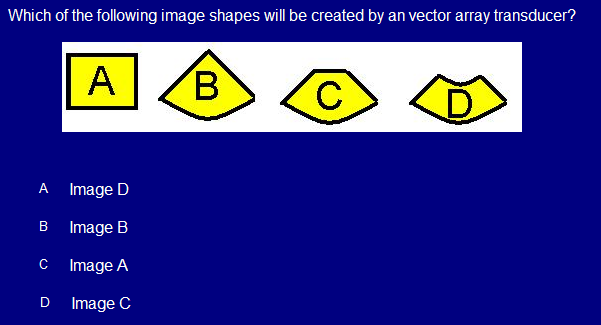 Which of the following image shapes will be created by an vector array transducer?
A B C D
A Image D
B Image B
C Image A
D Image C